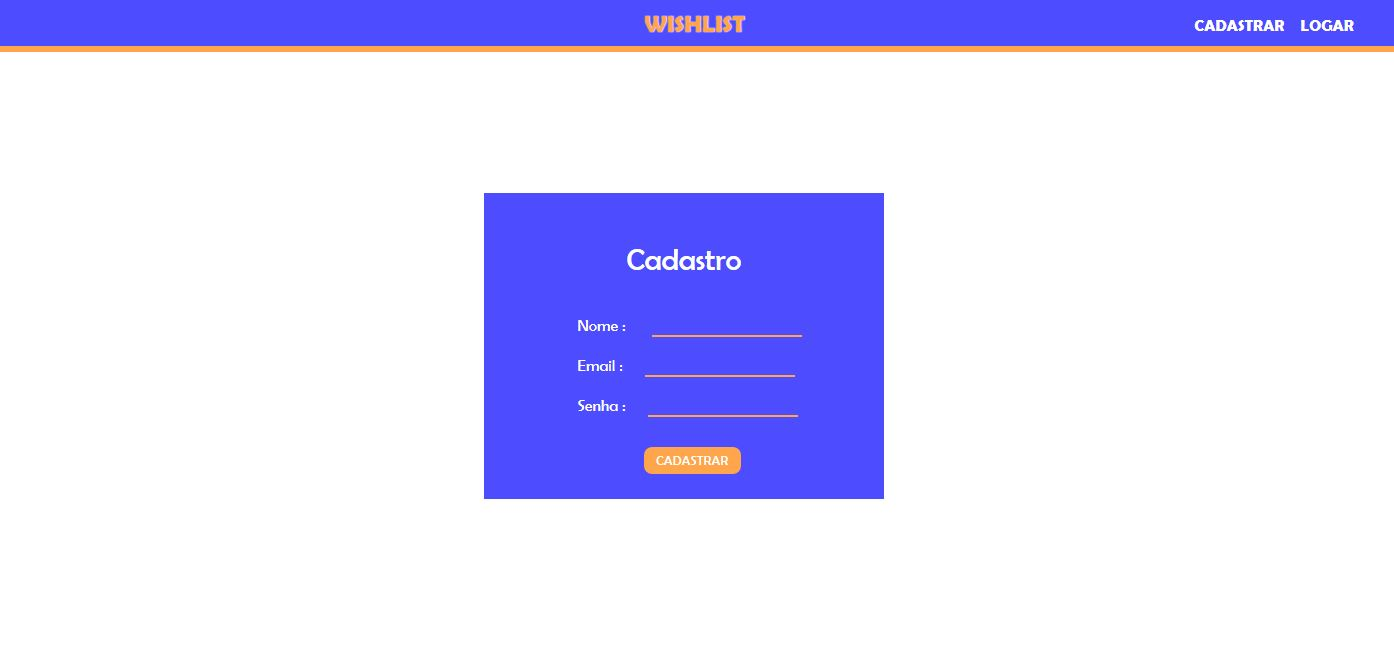 WISHLIST
CADASTRAR LOGAR
Cadastro
Nome :
Email :
Senha :
CADASTRAR